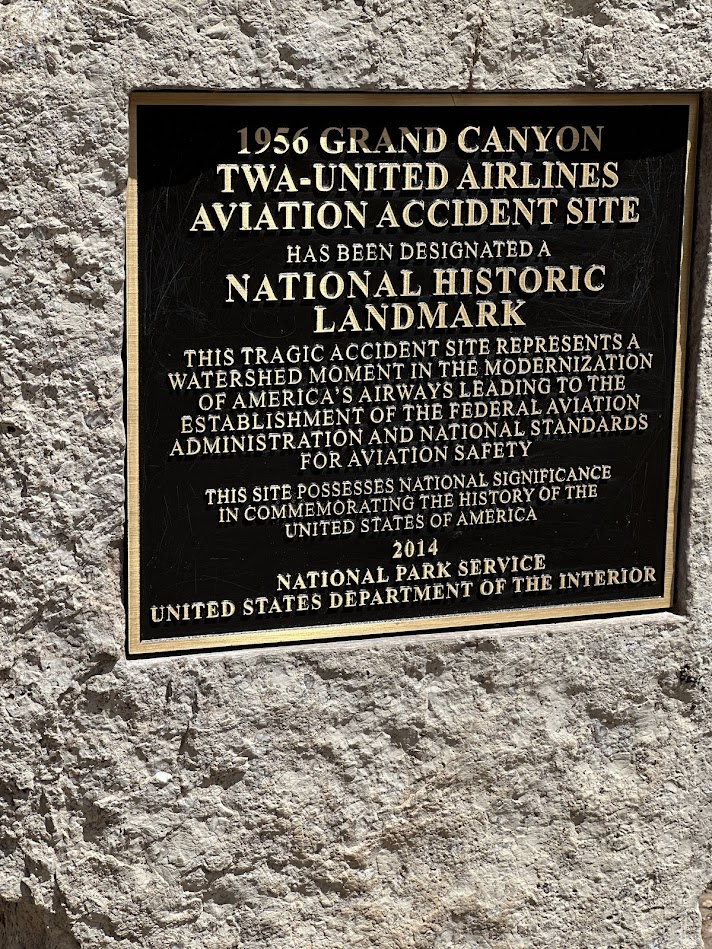 1956 GRAND CANYON
TWA-UNITED AIRLINES
AVIATION ACCIDENT SITE
HAS BEEN DESIGNATED A
NATIONAL HISTORIC
LANDMARK
THIS TRAGIC ACCIDENT SITE REPRESENTS A
WATERSHED MOMENT IN THE MODERNIZATION
OF AMERICA'S AIRWAYS LEADING TO THE
ESTABLISHMENT OF THE FEDERAL AVIATION
ADMINISTRATION AND NATIONAL STANDARDS
FOR AVIATION SAFETY
THIS SITE POSSESSES NATIONAL SIGNIFICANCE
IN COMMEMORATING THE HISTORY OF THE
UNITED STATES OF AMERICA
2014
NATIONAL PARK SERVICE
UNITED STATES DEPARTMENT OF THE INTERIOR